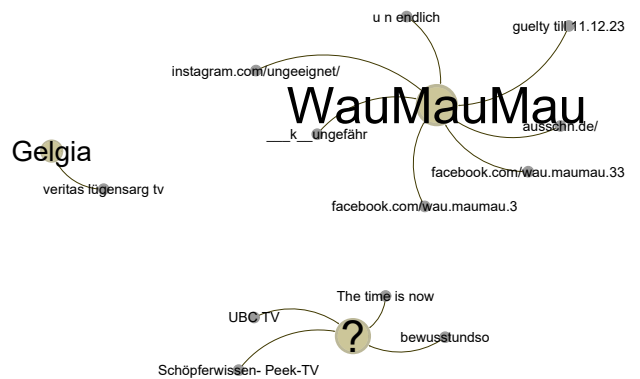 u n endlich
guelty till 11.12.23
instagram.com/ungeeignet/
WauMauMau
ausschn.de/
___k__ungefähr
Gelgia
facebook.com/wau.maumau.33
veritas lügensarg tv
facebook.com/wau.maumau.3
The time is now
UBC TV
?
bewusstundso
Schöpferwissen- Peek-TV